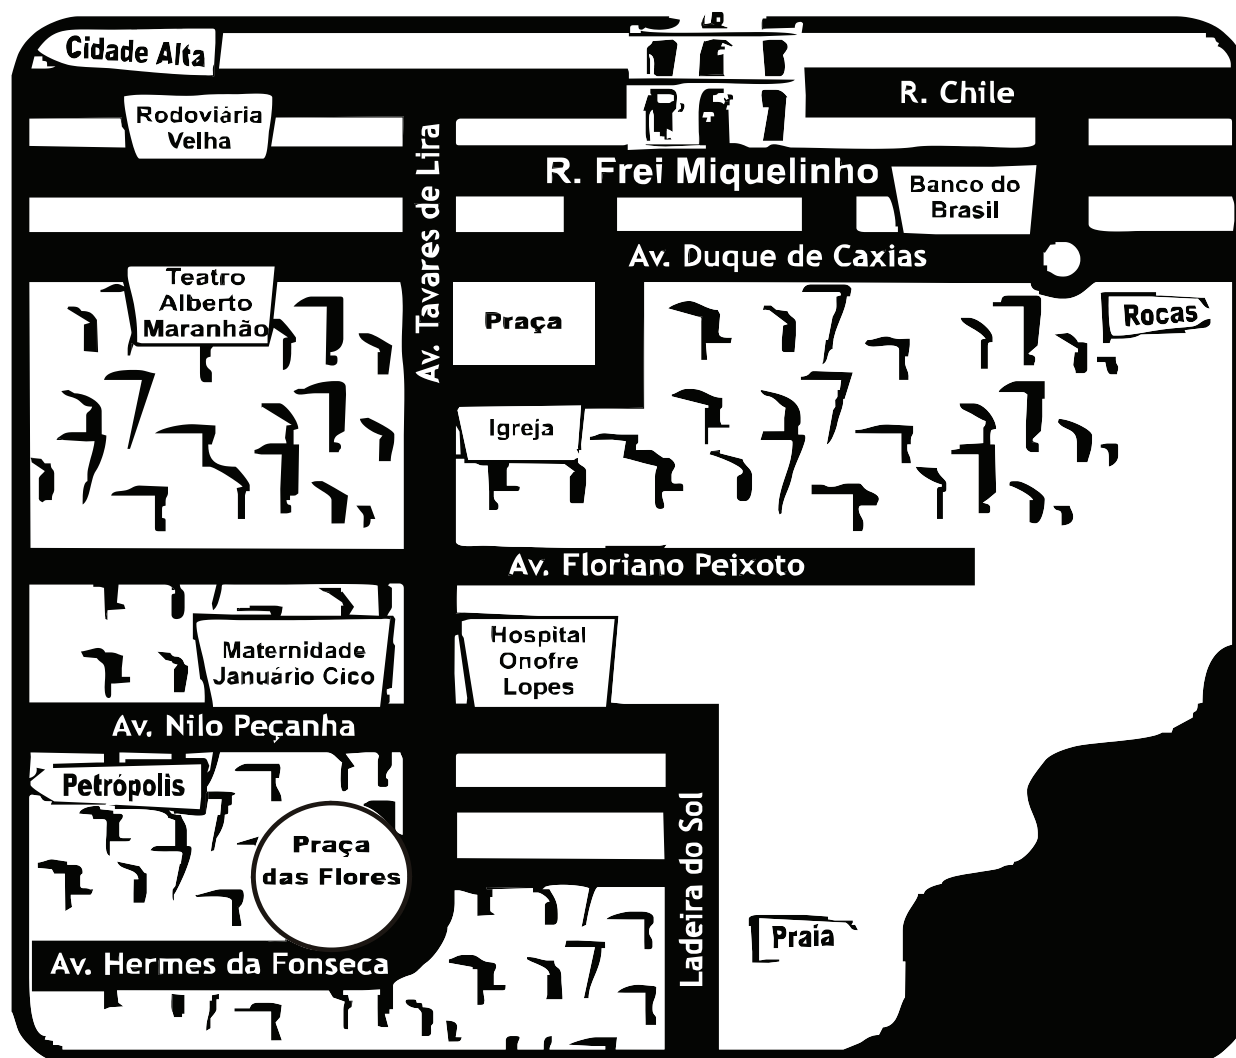 Cidade Alta
R. Chile
Rodoviária
Velha
Av. Tavares de Lira
R. Frei Miquelinho
Banco do
Brasil
Av. Duque de Caxias
Teatro
Alberto
Maranhão
Praça
Rocas
Igreja
Av. Floriano Peixoto
Maternidade
Januário Cico
Hospital
Onofre
Lopes
Av. Nilo Peçanha
Petrópolis
Praça
das Flores
Ladeira do Sol
Praia
Av. Hermes da Fonseca